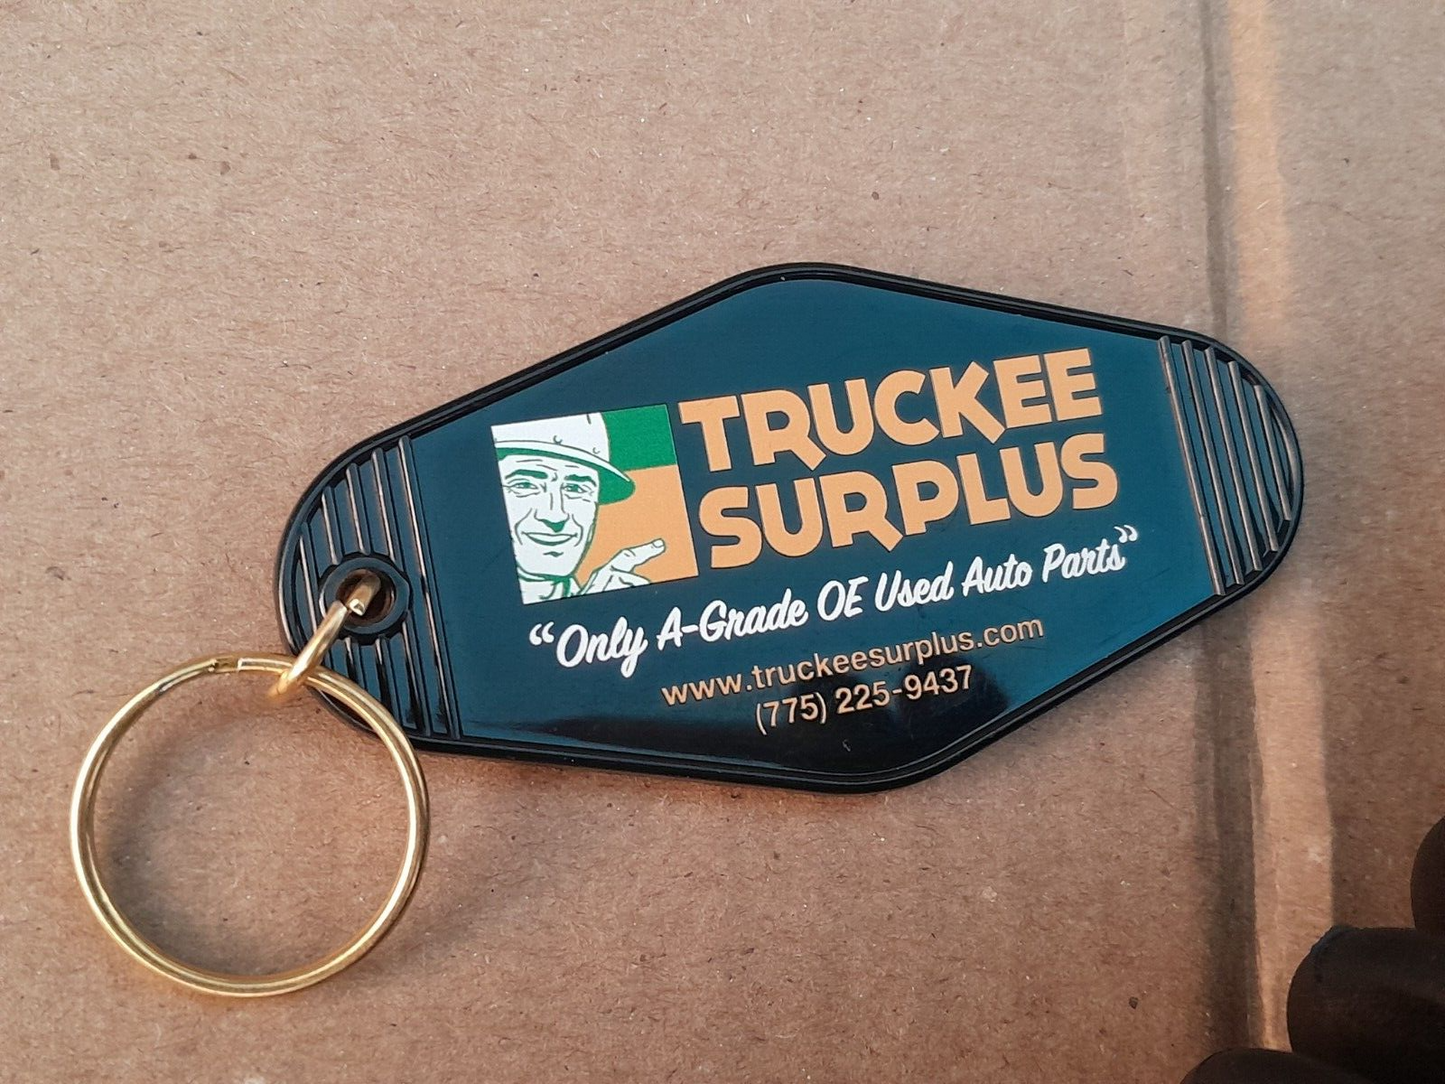 TRUCKEE
SURPLUS
“Only A-Grade OE Used Auto Parts”
www.truckeesurplus.com
(775) 225-9437